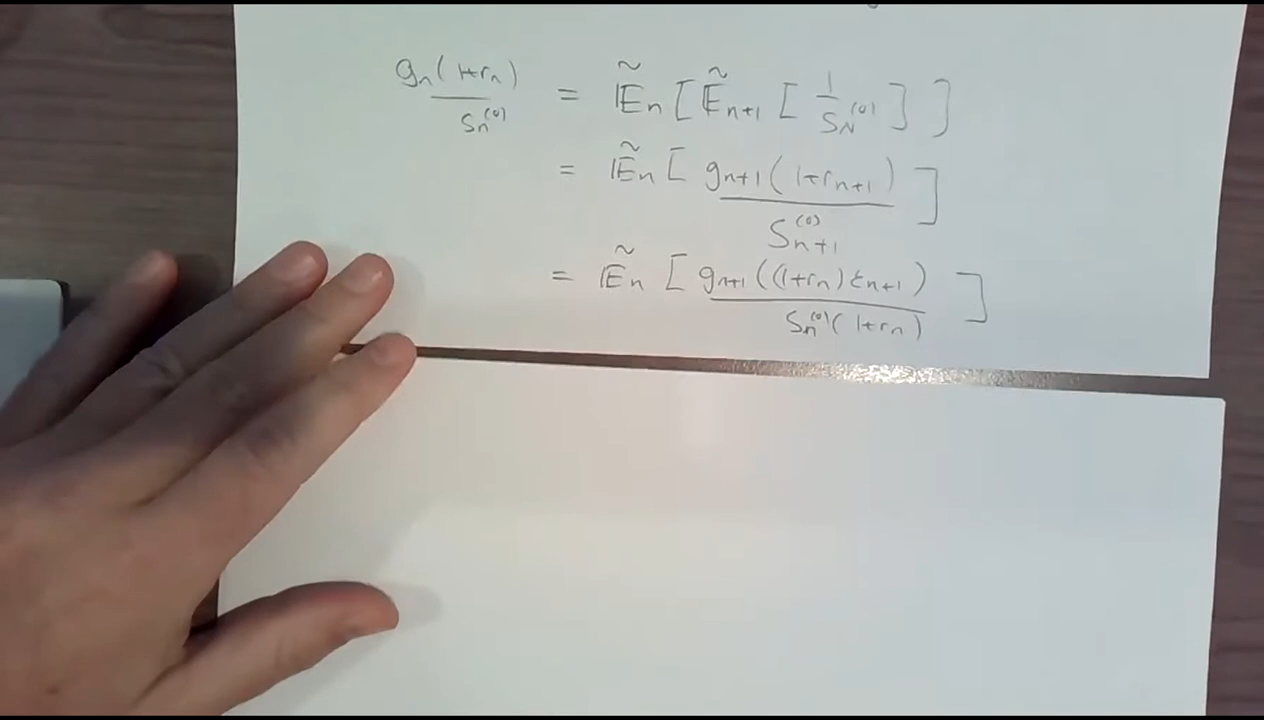 gₙ(1+rₙ) / Sₙ⁽⁰⁾ = Ẽₙ[Ẽₙ₊₁[1 / S_N⁽⁰⁾]]
= Ẽₙ[gₙ₊₁(1+rₙ₊₁) / Sₙ₊₁⁽⁰⁾]
= Ẽₙ[gₙ₊₁((1+rₙ)εₙ₊₁) / Sₙ⁽⁰⁾(1+rₙ)]